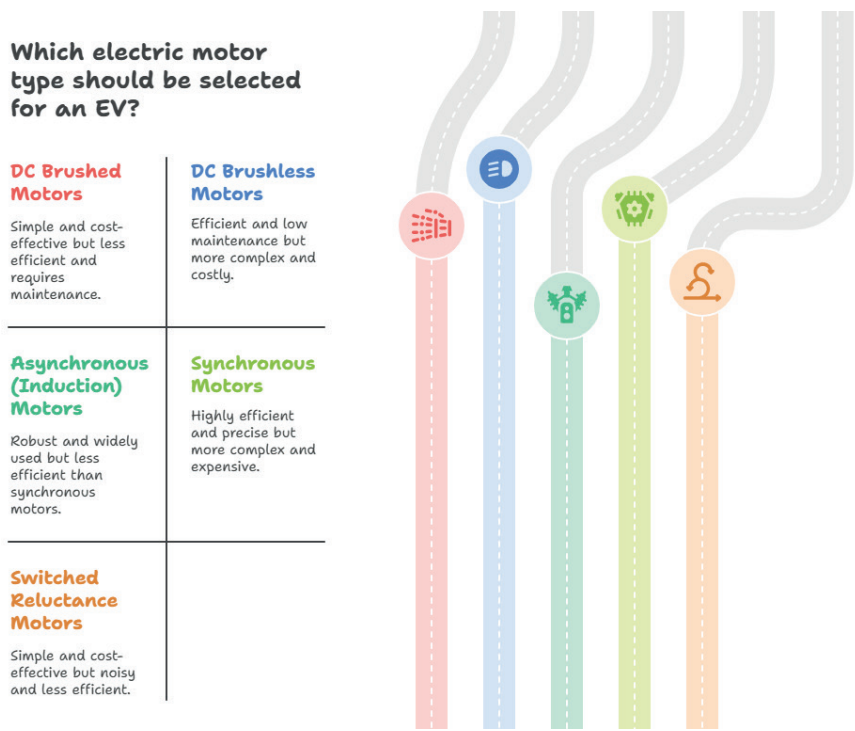 Which electric motor
type should be selected
for an EV?
DC Brushed
Motors
Simple and cost-
effective but less
efficient and
requires
maintenance.
DC Brushless
Motors
Efficient and low
maintenance but
more complex and
costly.
Asynchronous
(Induction)
Motors
Robust and widely
used but less
efficient than
synchronous
motors.
Synchronous
Motors
Highly efficient
and precise but
more complex and
expensive.
Switched
Reluctance
Motors
Simple and cost-
effective but noisy
and less efficient.